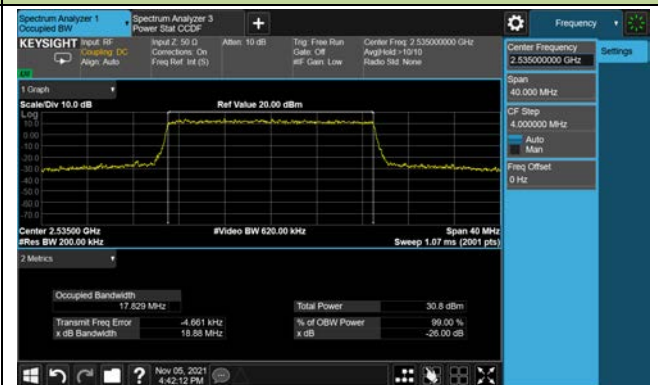 Spectrum Analyzer 1
Occupied BW
Spectrum Analyzer 3
Power Stat CCDF
+
Frequency
KEYSIGHT
Input: RF
Coupling: DC
Align: Auto
Input Z: 50 Ω
Corrections: On
Freq Ref: Int (S)
Atten: 10 dB
Trig: Free Run
Gate: Off
#IF Gain: Low
Center Freq: 2.535000000 GHz
Avg|Hold:>10/10
Radio Std: None
Center Frequency
2.535000000 GHz
Settings
Span
40.000 MHz
CF Step
4.000000 MHz
Auto
Man
Freq Offset
0 Hz
1 Graph
Scale/Div 10.0 dB
Ref Value 20.00 dBm
Log
10.0
0.00
-10.0
-20.0
-30.0
-40.0
-50.0
-60.0
-70.0
Center 2.53500 GHz
#Video BW 620.00 kHz
Span 40 MHz
#Res BW 200.00 kHz
Sweep 1.07 ms (2001 pts)
2 Metrics
Occupied Bandwidth
17.829 MHz
Total Power
30.8 dBm
Transmit Freq Error
-4.661 kHz
% of OBW Power
99.00 %
x dB Bandwidth
18.88 MHz
x dB
-26.00 dB
?
Nov 05, 2021
4:42:12 PM